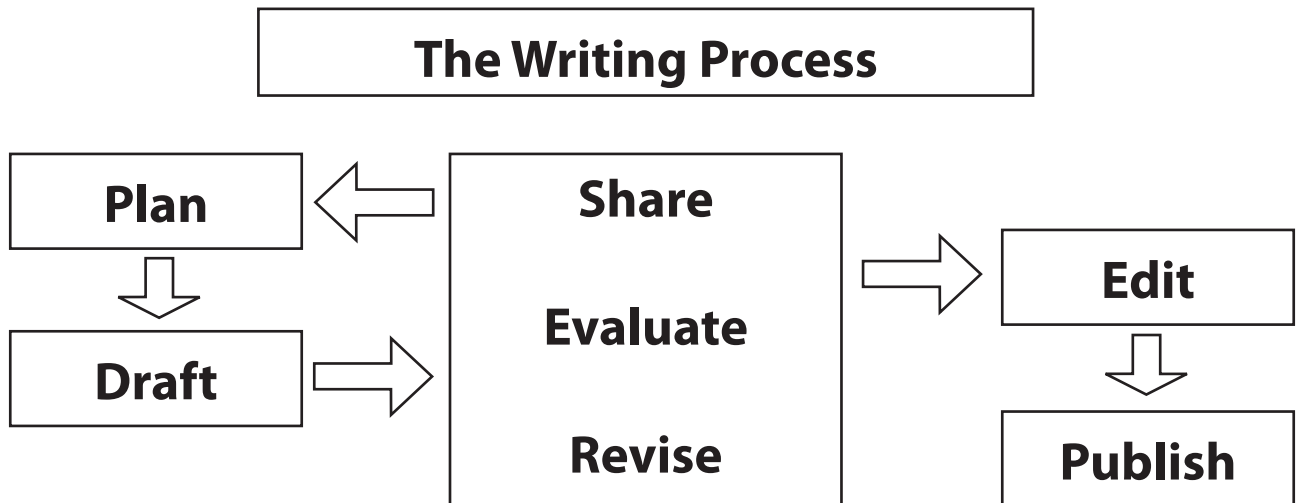 The Writing Process
Plan
Draft
Share
Evaluate
Revise
Edit
Publish